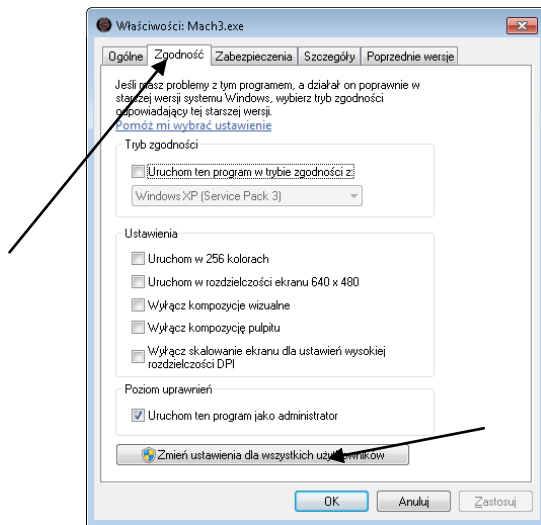 Właściwości: Mach3.exe
Ogólne Zgodność Zabezpieczenia Szczegóły Poprzednie wersje
Jeśli masz problemy z tym programem, a działał on poprawnie w
starszej wersji systemu Windows, wybierz tryb zgodności
odpowiadający tej starszej wersji.
Pomóż mi wybrać ustawienie
Tryb zgodności
Uruchom ten program w trybie zgodności z:
Windows XP (Service Pack 3)
Ustawienia
Uruchom w 256 kolorach
Uruchom w rozdzielczości ekranu 640 x 480
Wyłącz kompozycje wizualne
Wyłącz kompozycję pulpitu
Wyłącz skalowanie ekranu dla ustawień wysokiej
rozdzielczości DPI
Poziom uprawnień
Uruchom ten program jako administrator
Zmień ustawienia dla wszystkich użytkowników
OK Anuluj Zastosuj